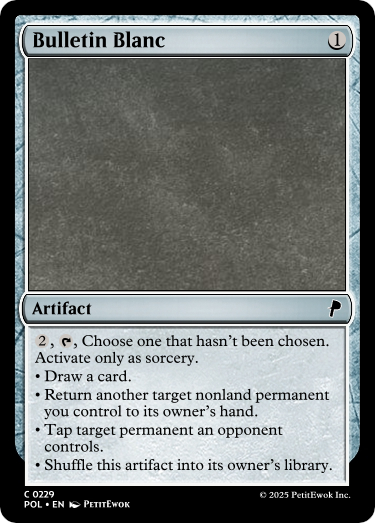 Bulletin Blanc 1
Artifact
2, , Choose one that hasn't been chosen.
Activate only as sorcery.
• Draw a card.
• Return another target nonland permanent
you control to its owner's hand.
• Tap target permanent an opponent
controls.
• Shuffle this artifact into its owner's library.
C 0229
POL • EN PetitEwok
© 2025 PetitEwok Inc.